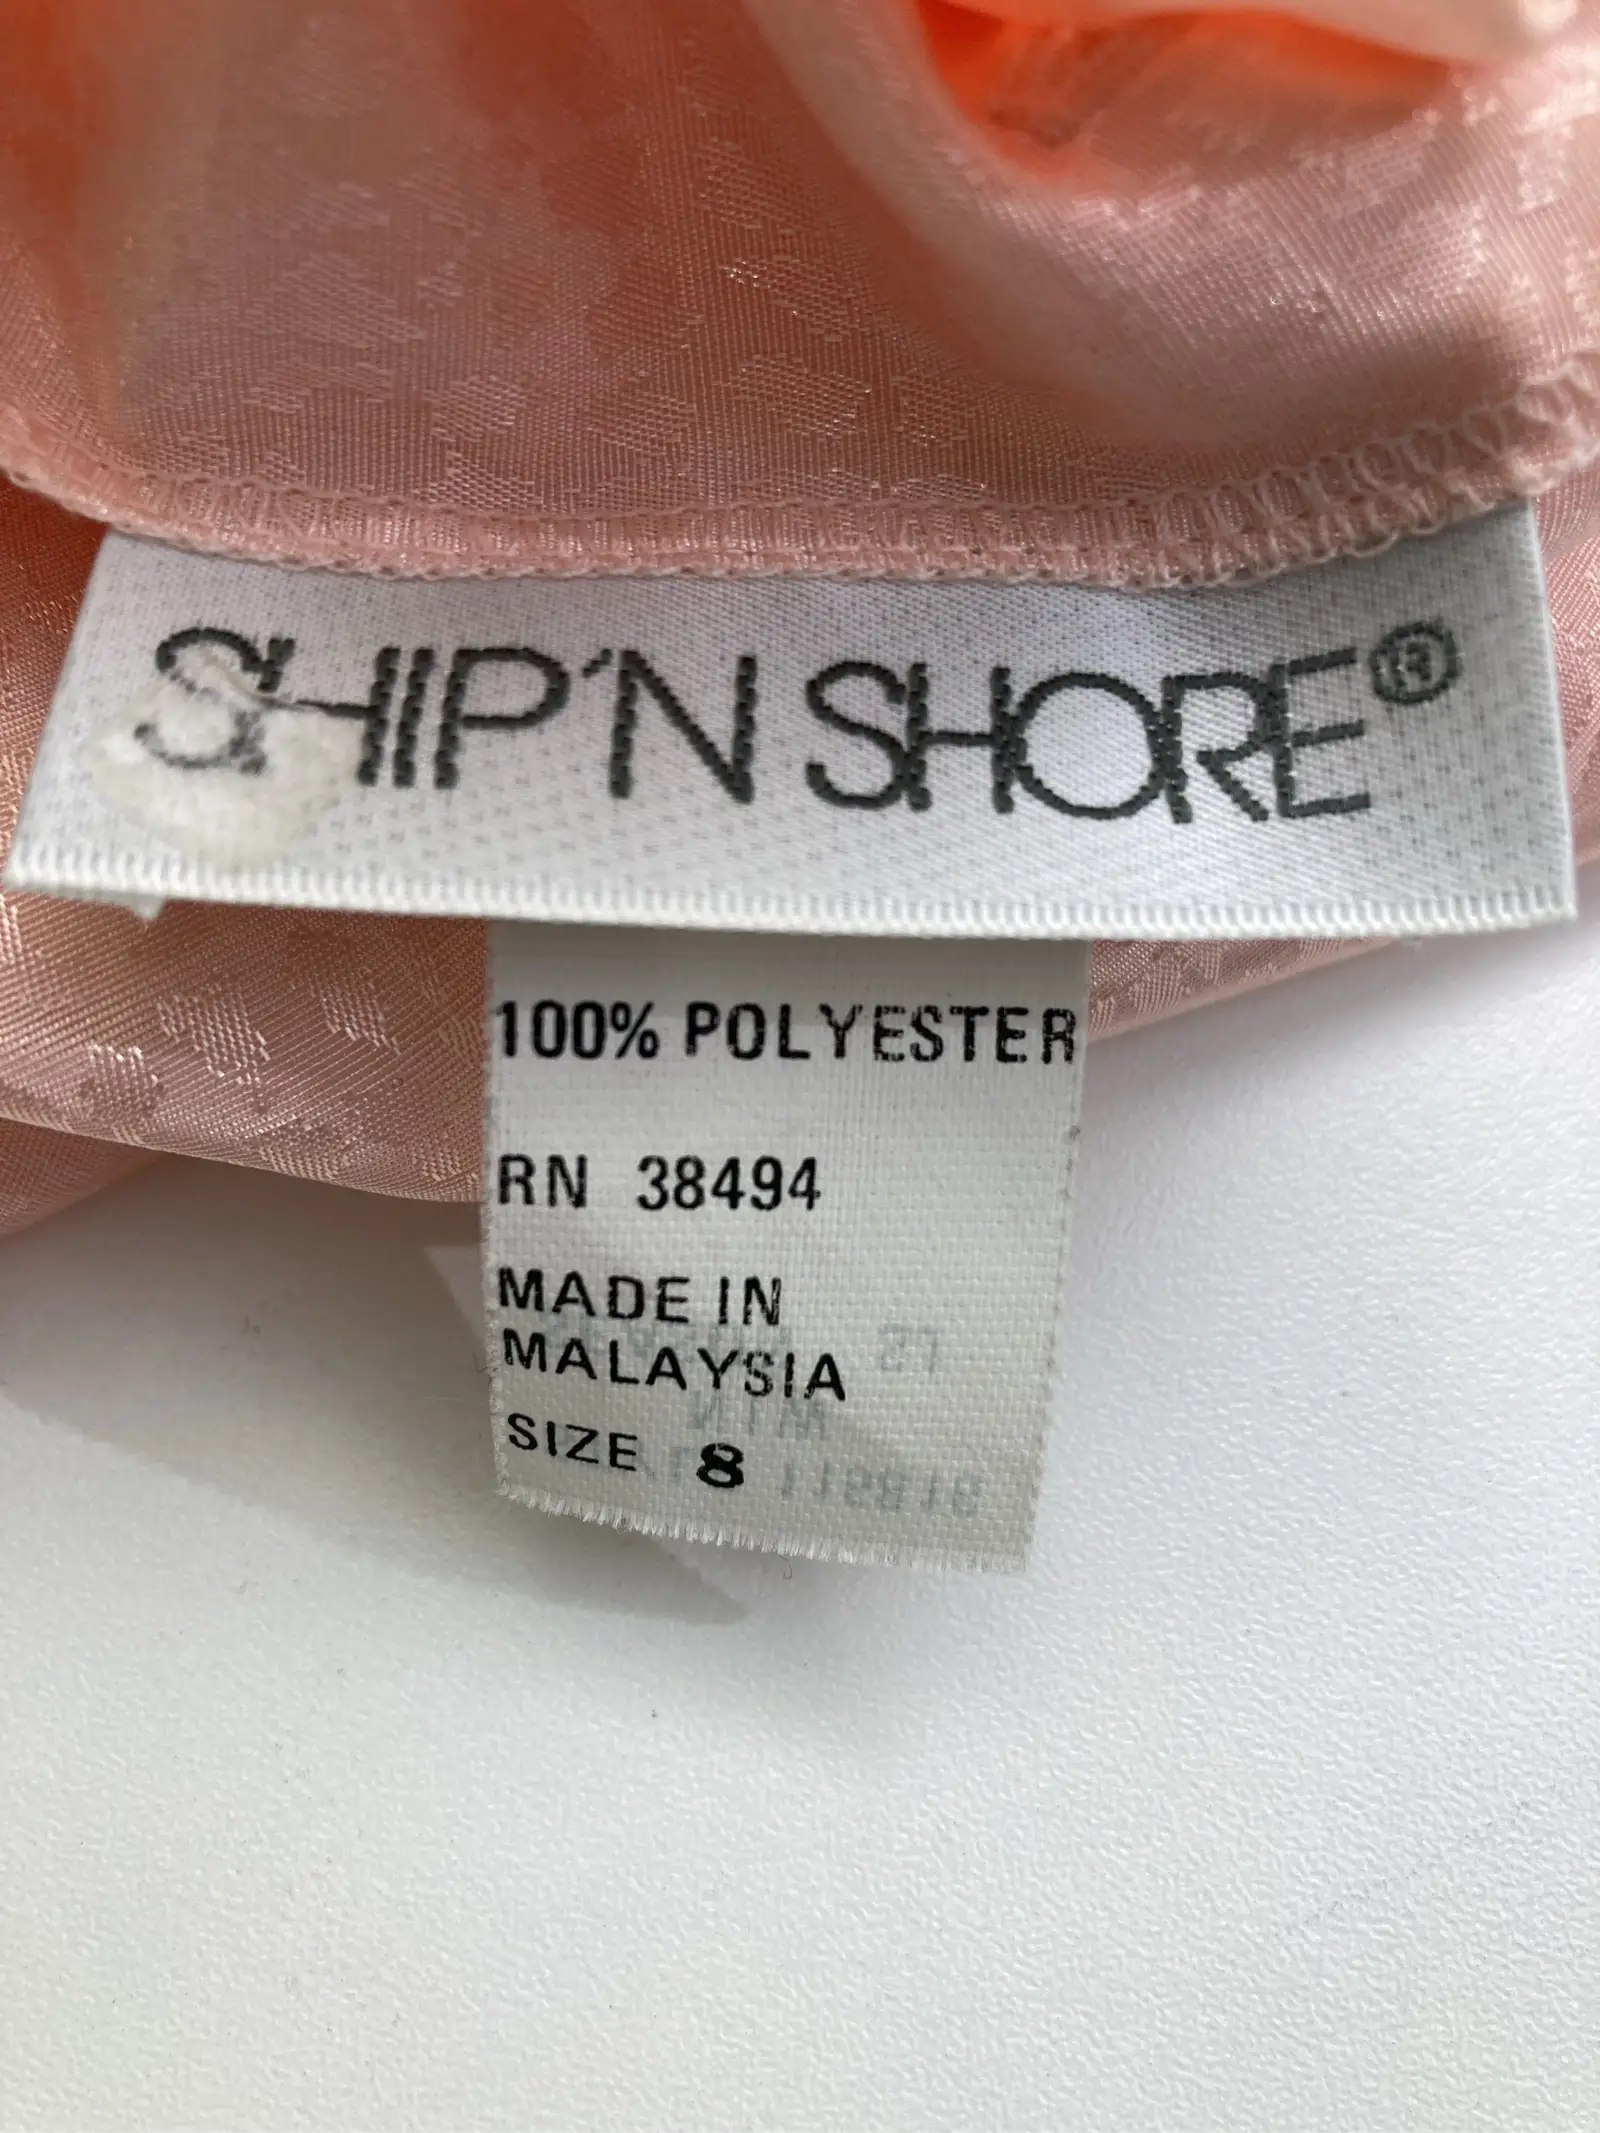 SHIP'N SHORE®
100% POLYESTER
RN 38494
MADE IN
MALAYSIA
SIZE 8